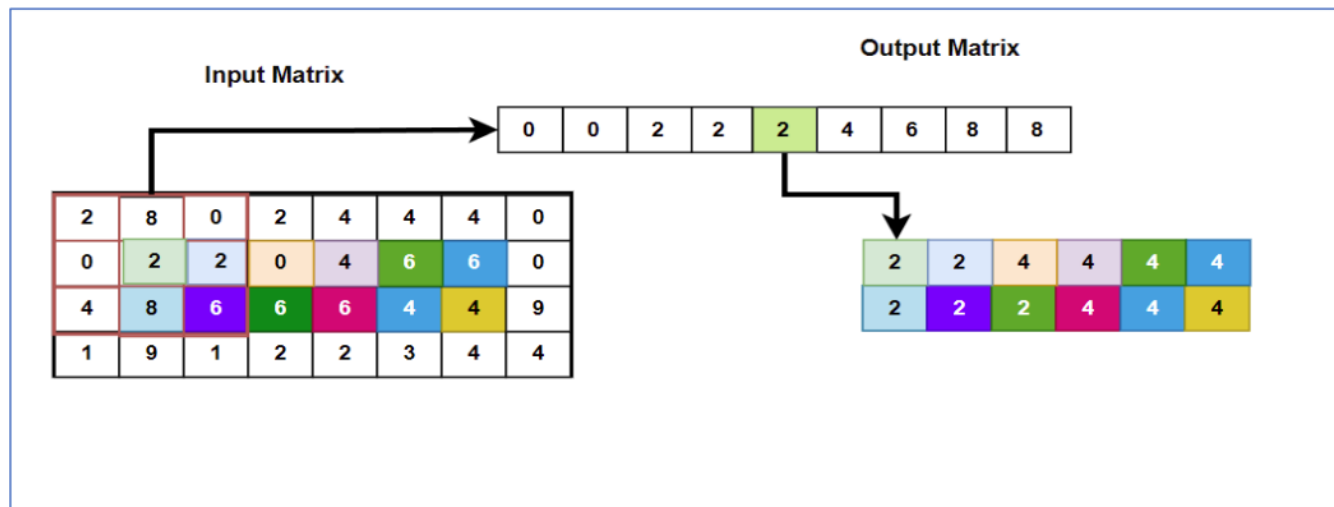 Output Matrix
Input Matrix
0 0 2 2 2 4 6 8 8
2 8 0 2 4 4 4 0
0 2 2 0 4 6 6 0
4 8 6 6 6 4 4 9
1 9 1 2 2 3 4 4
2 2 4 4 4 4
2 2 2 4 4 4